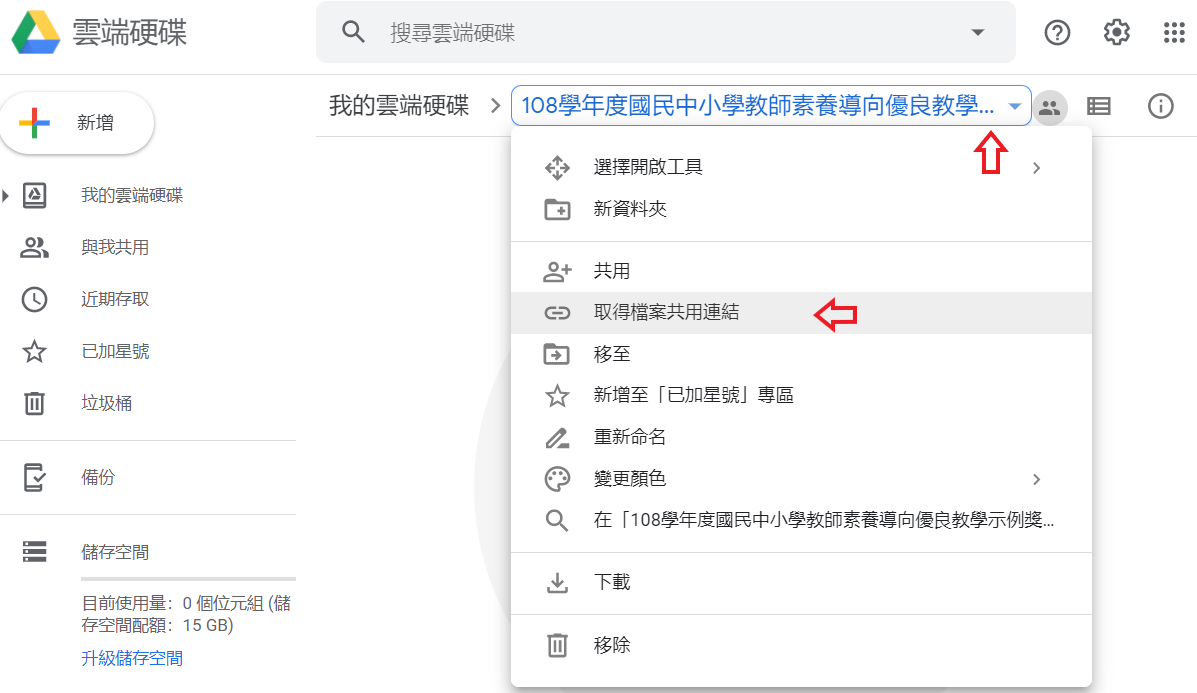 雲端硬碟
搜尋雲端硬碟
新增
我的雲端硬碟
與我共用
近期存取
已加星號
垃圾桶
備份
儲存空間
目前使用量：0 個位元組 (儲
存空間配額：15 GB)
升級儲存空間
我的雲端硬碟
108學年度國民中小學教師素養導向優良教學...
選擇開啟工具
新資料夾
共用
取得檔案共用連結
移至
新增至「已加星號」專區
重新命名
變更顏色
在「108學年度國民中小學教師素養導向優良教學示例獎...
下載
移除